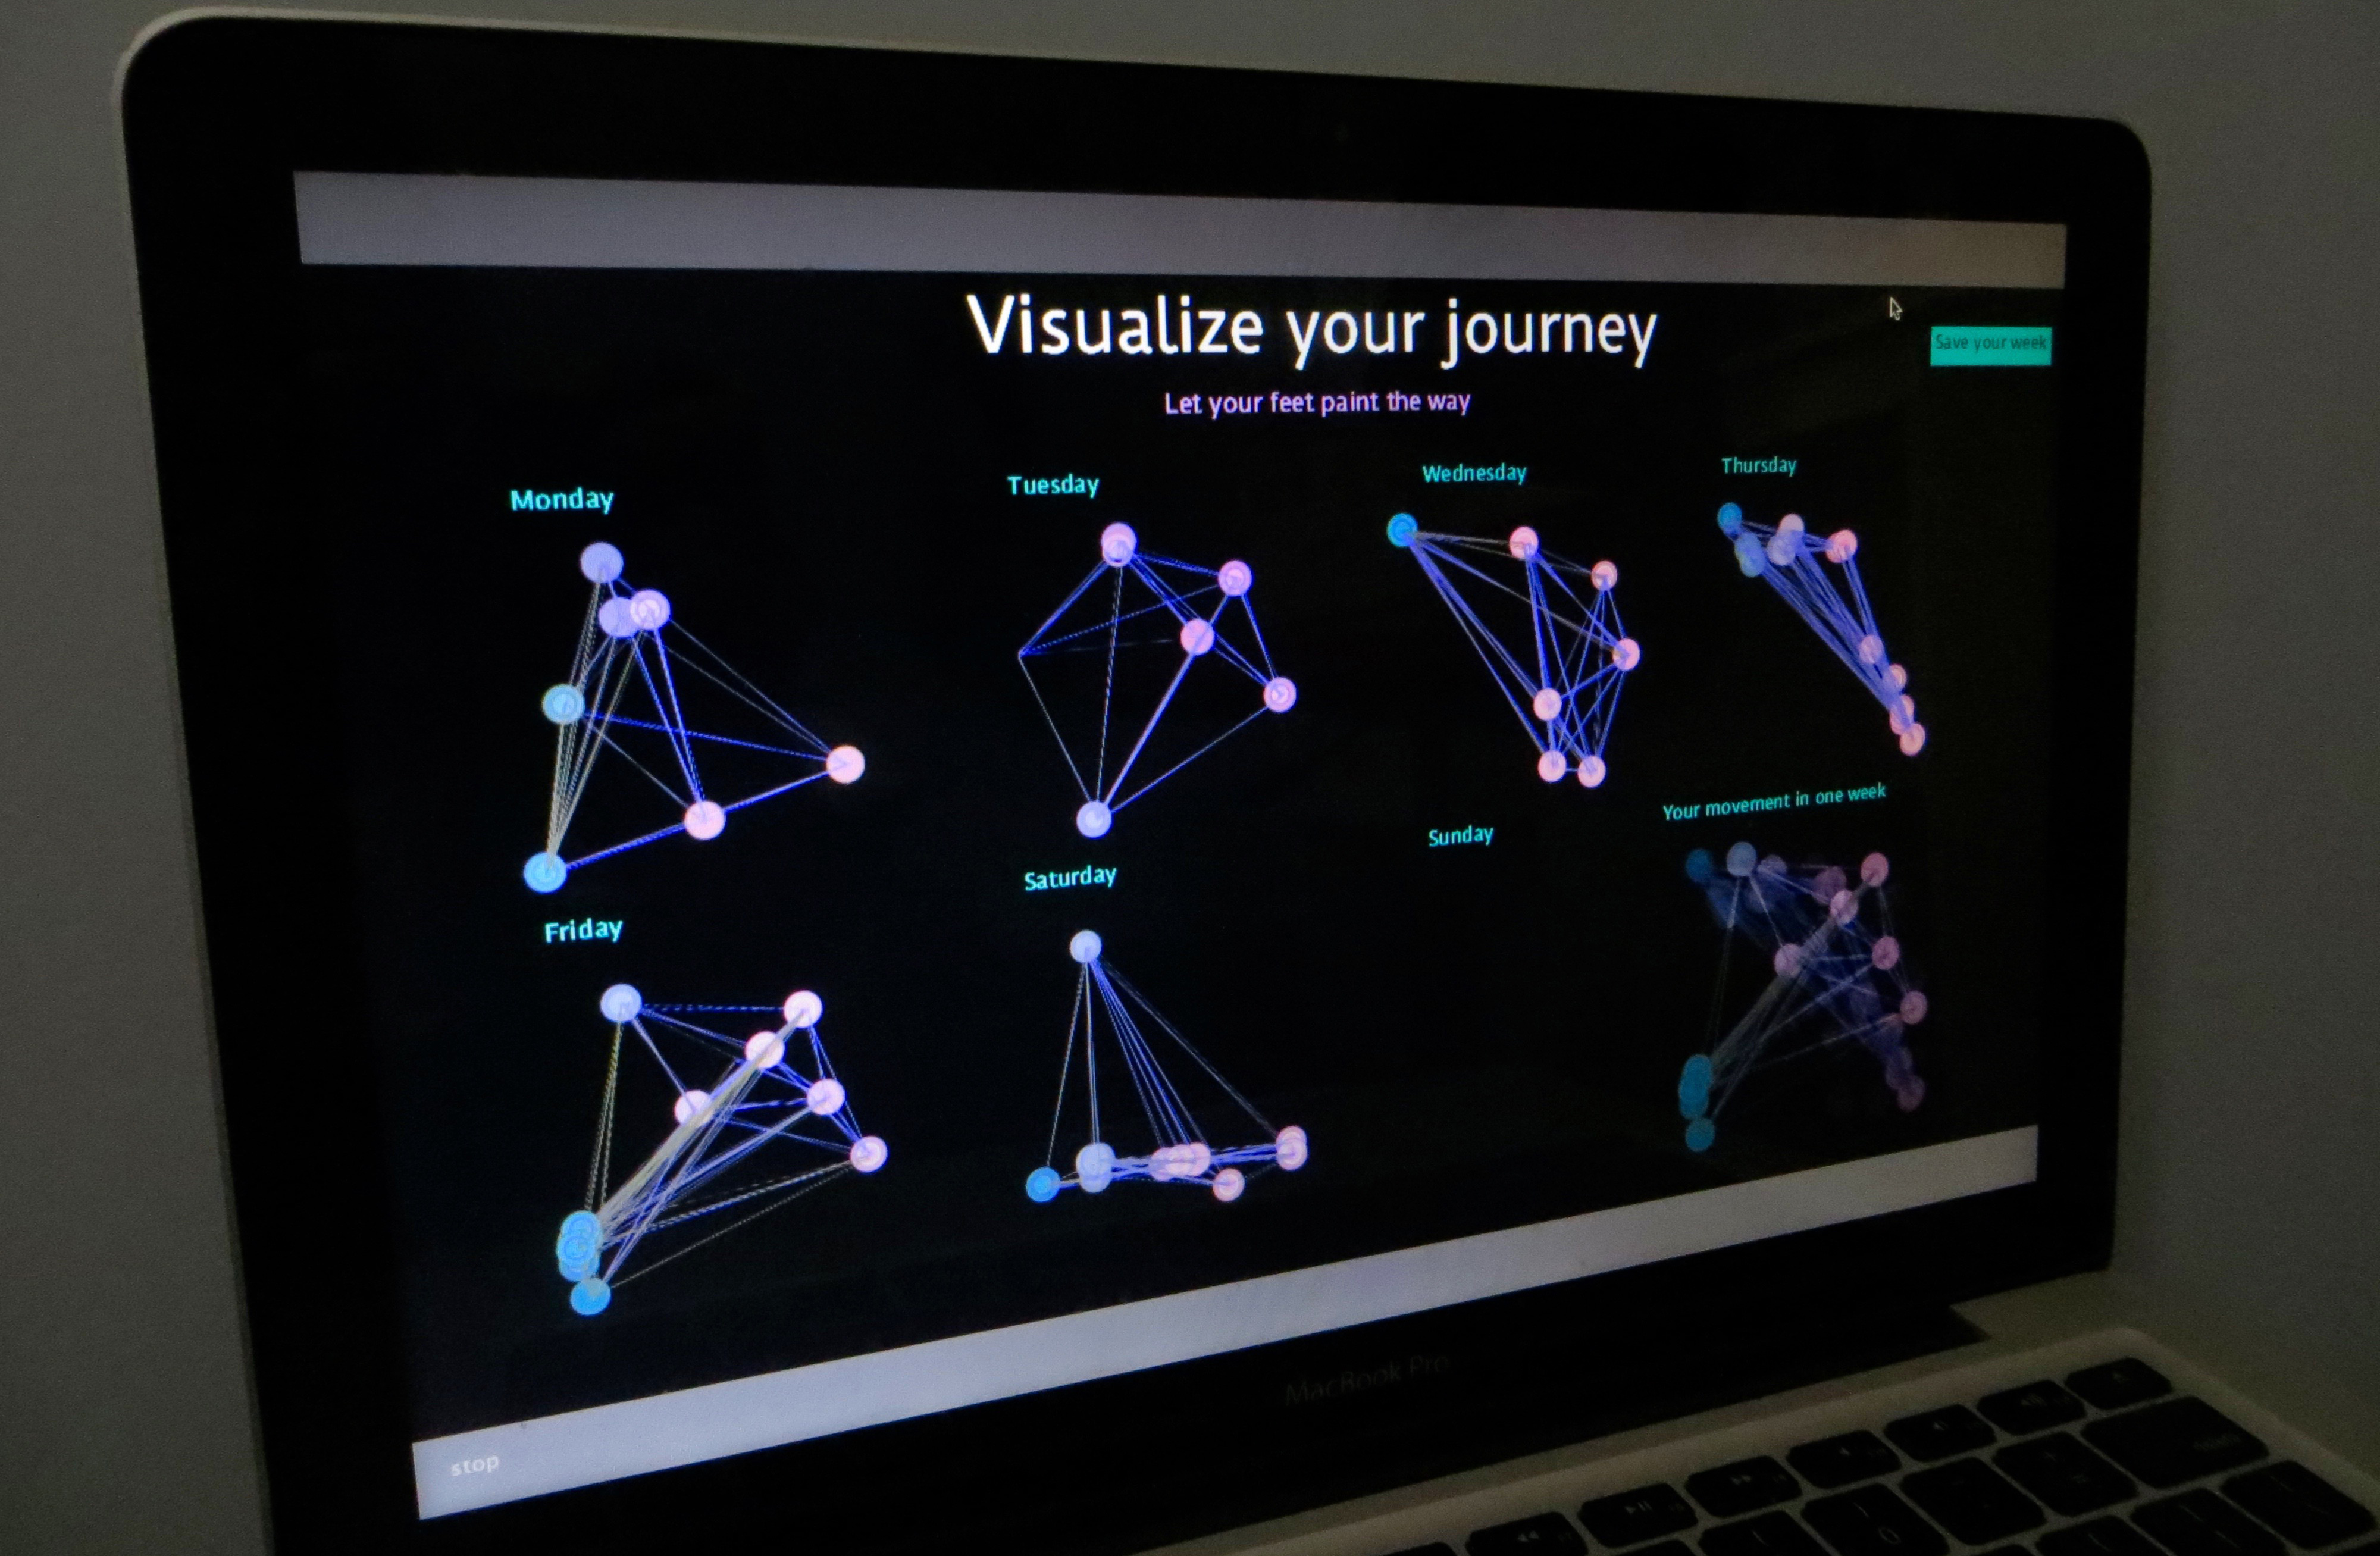 Visualize your journey
Save your week
Let your feet paint the way
Monday
Tuesday
Wednesday
Thursday
Friday
Saturday
Sunday
Your movement in one week
stop
MacBook Pro